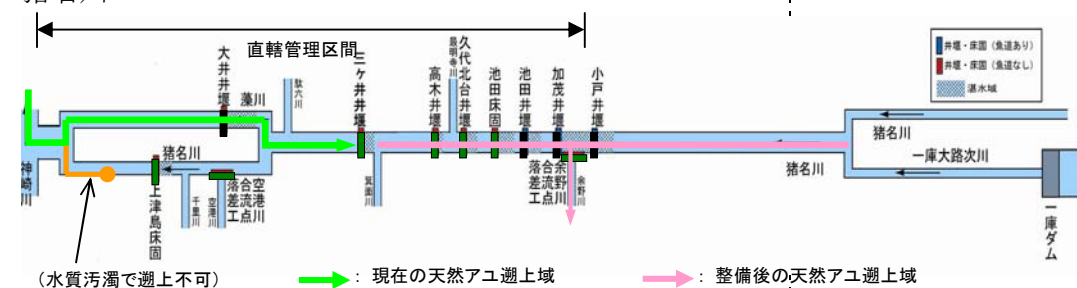 直轄管理区間
井堰・床固（魚道あり）
井堰・床固（魚道なし）
湛水域
大井井堰
藻川
駄六川
三ケ井井堰
高木井堰
最明寺川
久代北台井堰
池田床固
池田井堰
加茂井堰
小戸井堰
猪名川
一庫大路次川
猪名川
一庫ダム
神崎川
猪名川
上津島床固
千里川
空港川
空港川合流点落差工
箕面川
余野川合流点落差工
余野川
（水質汚濁で遡上不可）
：現在の天然アユ遡上域
：整備後の天然アユ遡上域